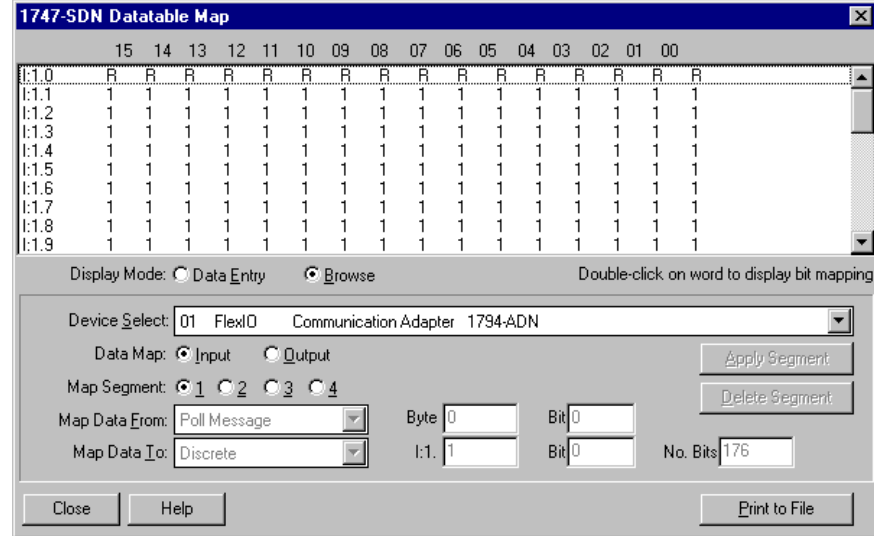 1747-SDN Datatable Map
15 14 13 12 11 10 09 08 07 06 05 04 03 02 01 00
I:1.0 R R R R R R R R R R R R R R R R
I:1.1 1 1 1 1 1 1 1 1 1 1 1 1 1 1 1 1
I:1.2 1 1 1 1 1 1 1 1 1 1 1 1 1 1 1 1
I:1.3 1 1 1 1 1 1 1 1 1 1 1 1 1 1 1 1
I:1.4 1 1 1 1 1 1 1 1 1 1 1 1 1 1 1 1
I:1.5 1 1 1 1 1 1 1 1 1 1 1 1 1 1 1 1
I:1.6 1 1 1 1 1 1 1 1 1 1 1 1 1 1 1 1
I:1.7 1 1 1 1 1 1 1 1 1 1 1 1 1 1 1 1
I:1.8 1 1 1 1 1 1 1 1 1 1 1 1 1 1 1 1
I:1.9 1 1 1 1 1 1 1 1 1 1 1 1 1 1 1 1
Display Mode: Data Entry Browse Double-click on word to display bit mapping
Device Select: 01 FlexIO Communication Adapter 1794-ADN
Data Map: Input Output Apply Segment
Map Segment: 1 2 3 4 Delete Segment
Map Data From: Poll Message Byte 0 Bit 0
Map Data To: Discrete I:1. 1 Bit 0 No. Bits 176
Close Help Print to File